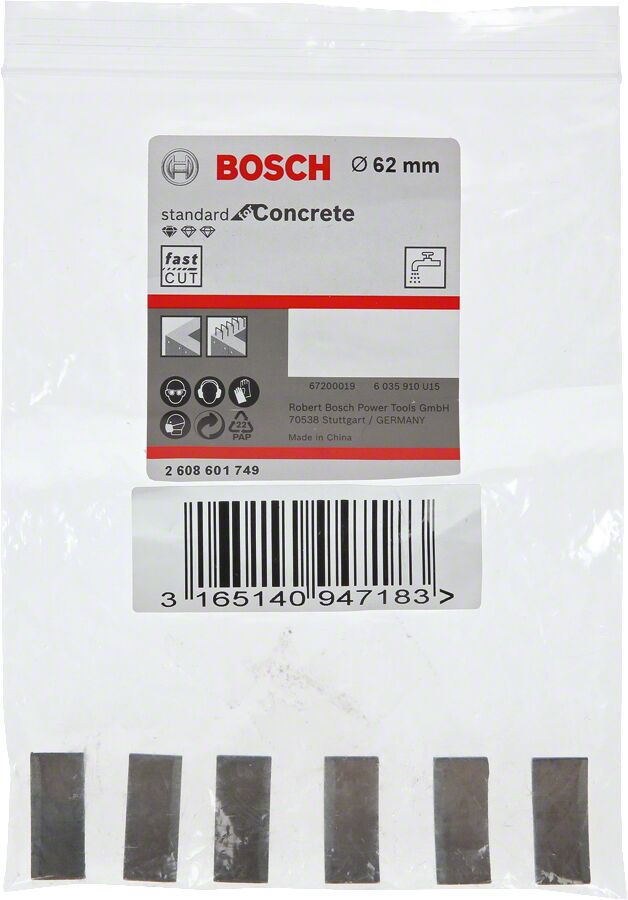 BOSCH Ø 62 mm
standard for Concrete
fast
CUT
67200019 6 035 910 U15
Robert Bosch Power Tools GmbH
70538 Stuttgart / GERMANY
Made in China
22
PAP
2 608 601 749
3 165140 947183 >